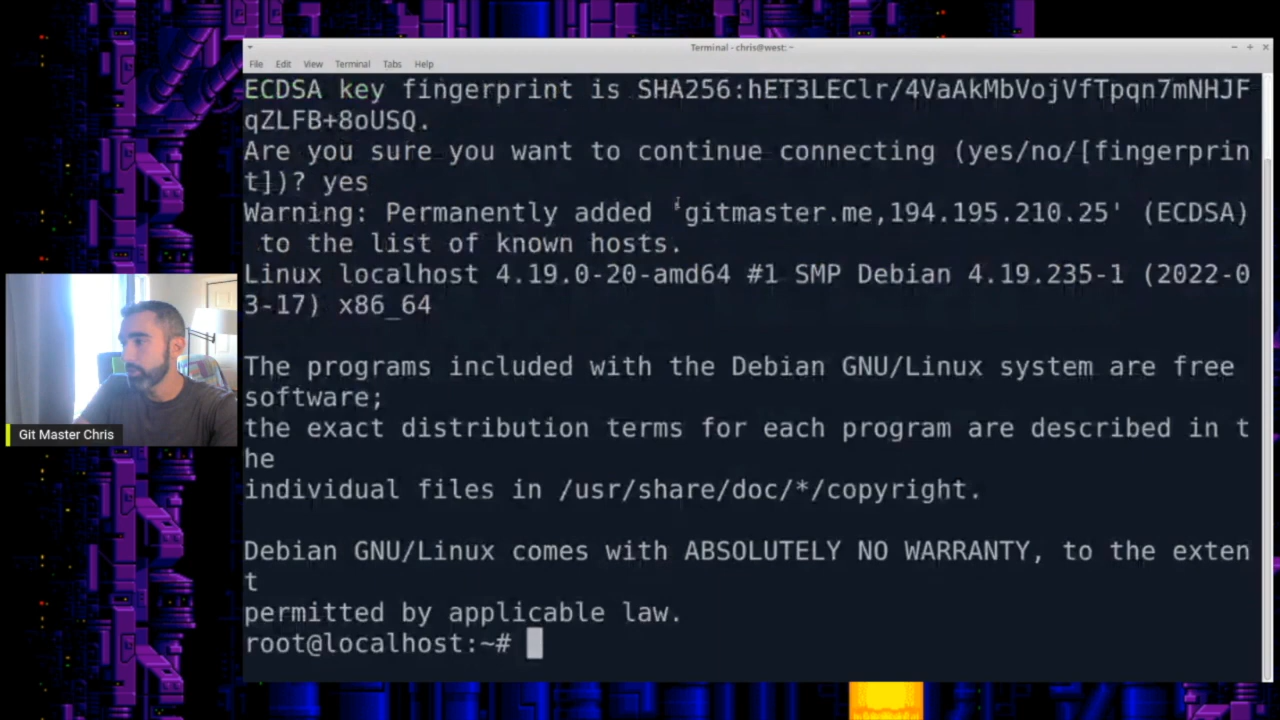 Terminal - chris@west: ~
File Edit View Terminal Tabs Help
ECDSA key fingerprint is SHA256:hET3LEClr/4VaAkMbVojVfTpqn7mNHJF
qZLFB+8oUSQ.
Are you sure you want to continue connecting (yes/no/[fingerprin
t])? yes
Warning: Permanently added 'gitmaster.me,194.195.210.25' (ECDSA)
to the list of known hosts.
Linux localhost 4.19.0-20-amd64 #1 SMP Debian 4.19.235-1 (2022-0
3-17) x86_64
The programs included with the Debian GNU/Linux system are free
software;
the exact distribution terms for each program are described in t
he
individual files in /usr/share/doc/*/copyright.
Debian GNU/Linux comes with ABSOLUTELY NO WARRANTY, to the exten
t
permitted by applicable law.
root@localhost:~#
Git Master Chris